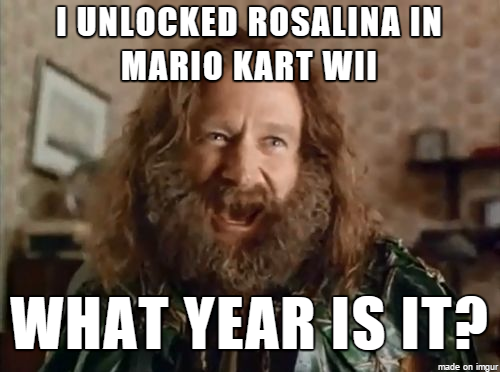 I UNLOCKED ROSALINA IN
MARIO KART WII
WHAT YEAR IS IT?
made on imgur